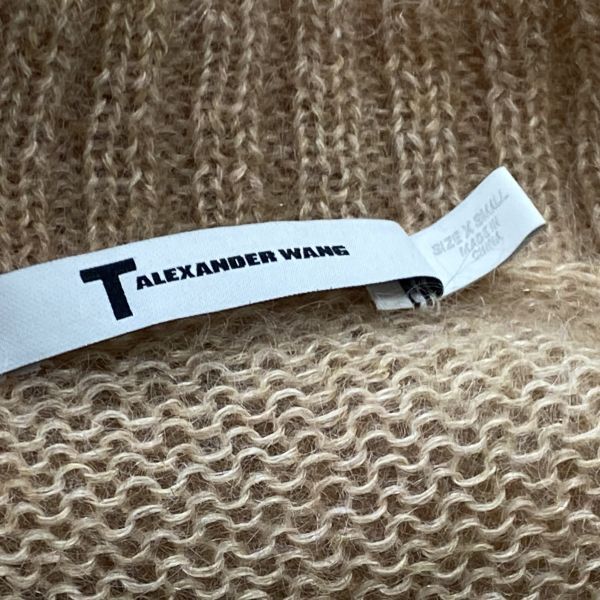 T ALEXANDER WANG
SIZE X SMALL
MADE IN
CHINA